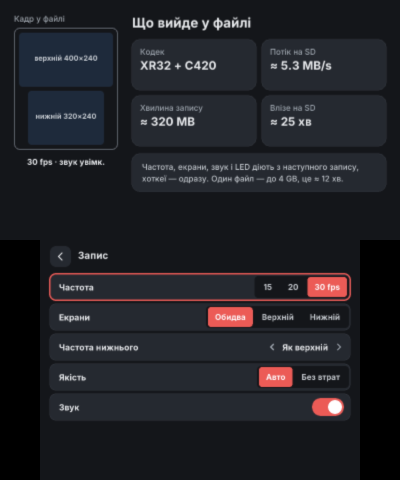 Кадр у файлі
верхній 400×240
нижній 320×240
30 fps · звук увімк.
Що вийде у файлі
Кодек
XR32 + C420
Потік на SD
≈ 5.3 MB/s
Хвилина запису
≈ 320 MB
Влізе на SD
≈ 25 хв
Частота, екрани, звук і LED діють з наступного запису,
хоткеї — одразу. Один файл — до 4 GB, це ≈ 12 хв.
Запис
Частота 15 20 30 fps
Екрани Обидва Верхній Нижній
Частота нижнього Як верхній
Якість Авто Без втрат
Звук